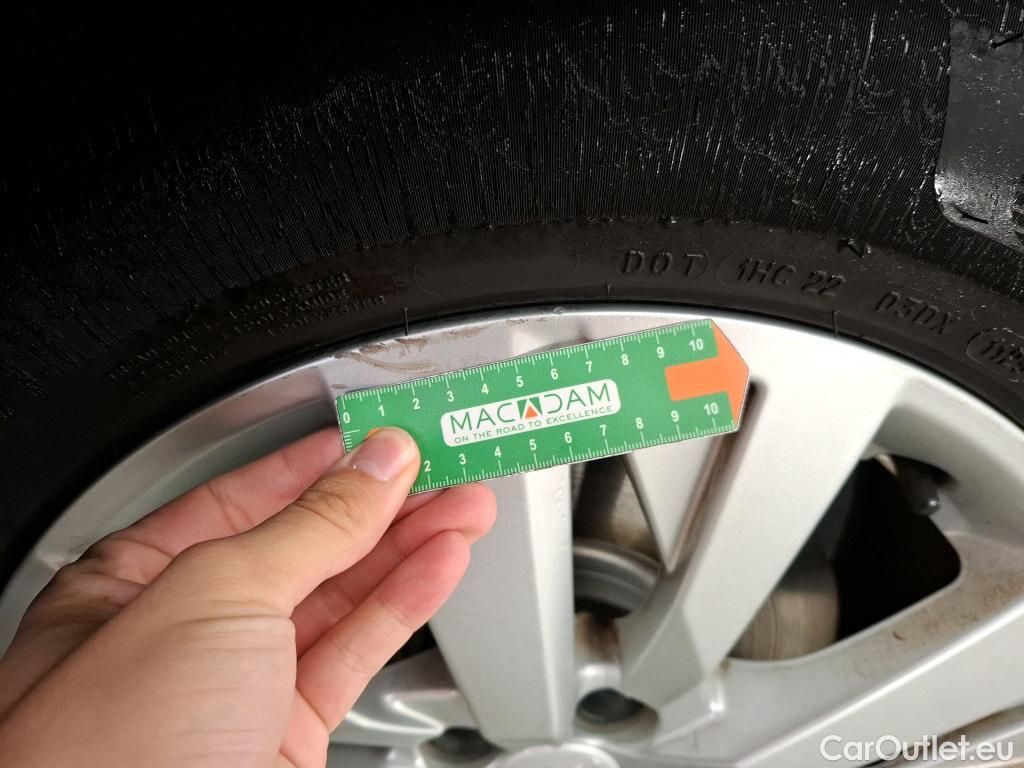 DOT 1HC 22 03DX
0 1 2 3 4 5 6 7 8 9 10
MACADAM
ON THE ROAD TO EXCELLENCE
2 3 4 5 6 7 8 9 10
CarOutlet.eu